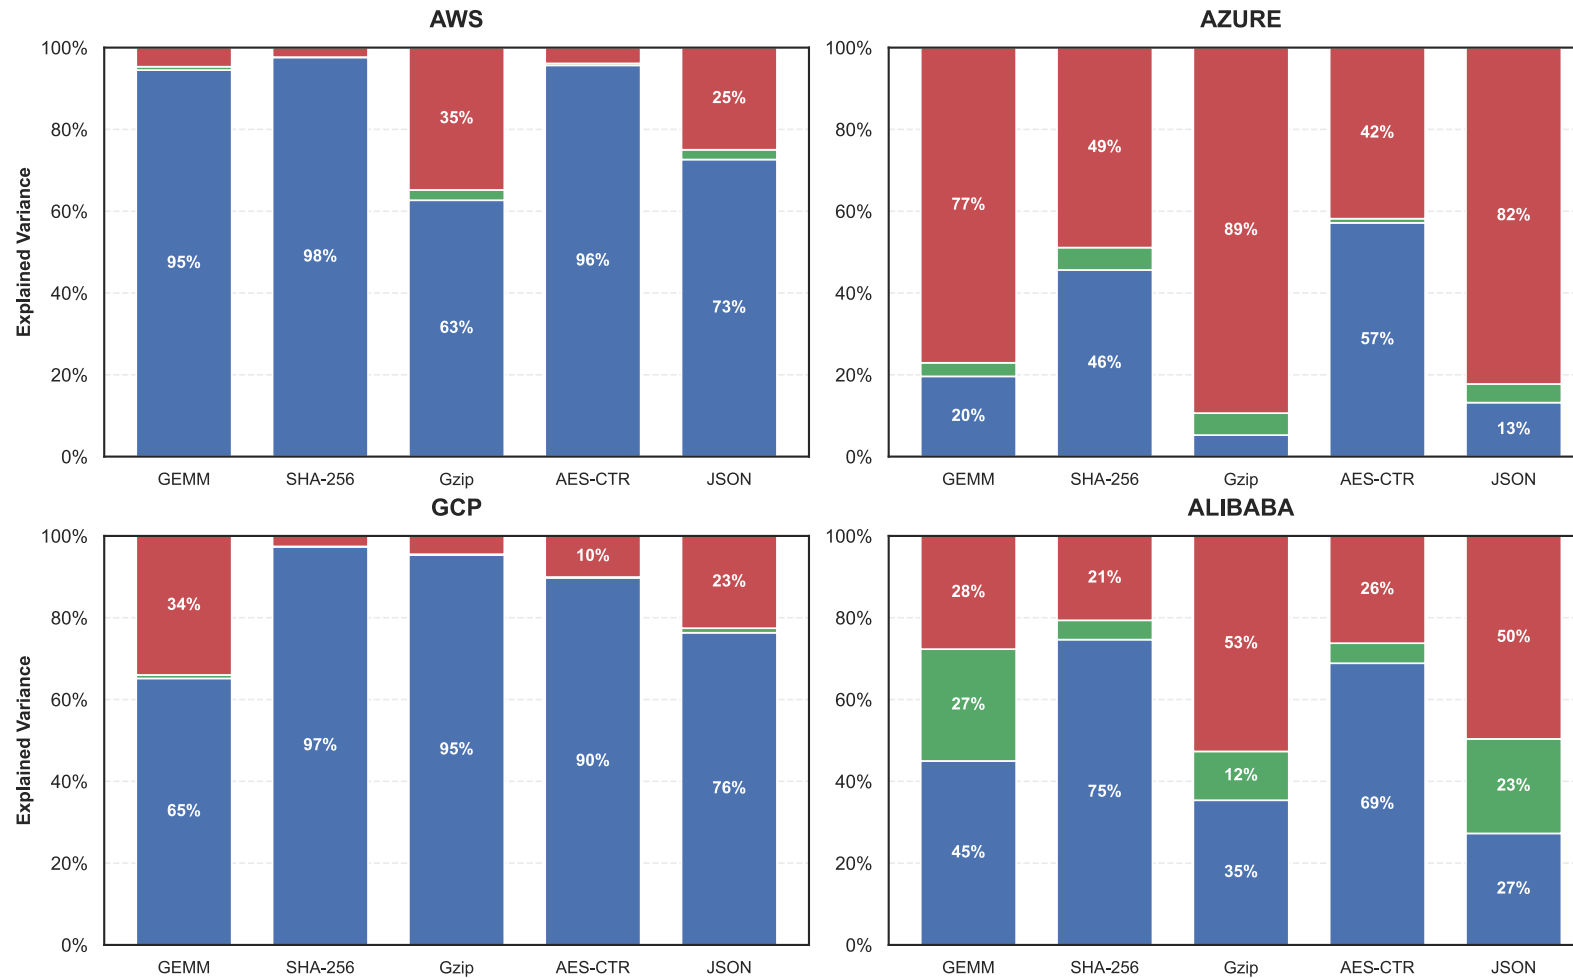 AWS
Explained Variance
100%
80%
60%
40%
20%
0%
95%
98%
35%
63%
96%
25%
73%
GEMM
SHA-256
Gzip
AES-CTR
JSON
AZURE
100%
80%
60%
40%
20%
0%
77%
20%
49%
46%
89%
42%
57%
82%
13%
GEMM
SHA-256
Gzip
AES-CTR
JSON
GCP
Explained Variance
100%
80%
60%
40%
20%
0%
34%
65%
97%
95%
10%
90%
23%
76%
GEMM
SHA-256
Gzip
AES-CTR
JSON
ALIBABA
100%
80%
60%
40%
20%
0%
28%
27%
45%
21%
75%
53%
12%
35%
26%
69%
50%
23%
27%
GEMM
SHA-256
Gzip
AES-CTR
JSON